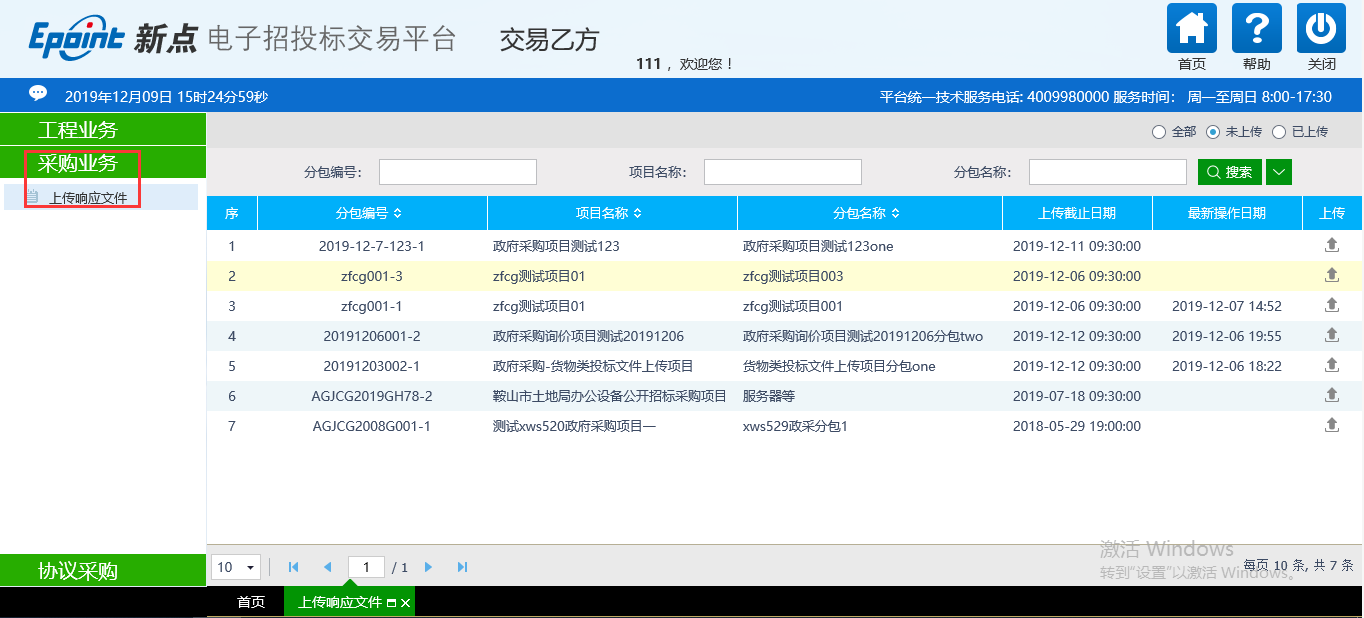 Epoint 新点 电子招投标交易平台 交易乙方
111 ，欢迎您！
首页 帮助 关闭
2019年12月09日 15时24分59秒 平台统一技术服务电话: 4009980000 服务时间： 周一至周日 8:00-17:30
工程业务
采购业务
上传响应文件
全部 未上传 已上传
分包编号： 项目名称： 分包名称： 搜索
序 分包编号 项目名称 分包名称 上传截止日期 最新操作日期 上传
1 2019-12-7-123-1 政府采购项目测试123 政府采购项目测试123one 2019-12-11 09:30:00
2 zfcg001-3 zfcg测试项目01 zfcg测试项目003 2019-12-06 09:30:00
3 zfcg001-1 zfcg测试项目01 zfcg测试项目001 2019-12-06 09:30:00 2019-12-07 14:52
4 20191206001-2 政府采购询价项目测试20191206 政府采购询价项目测试20191206分包two 2019-12-12 09:30:00 2019-12-06 19:55
5 20191203002-1 政府采购-货物类投标文件上传项目 货物类投标文件上传项目分包one 2019-12-12 09:30:00 2019-12-06 18:22
6 AGJCG2019GH78-2 鞍山市土地局办公设备公开招标采购项目 服务器等 2019-07-18 09:30:00
7 AGJCG2008G001-1 测试xws520政府采购项目一 xws529政采分包1 2018-05-29 19:00:00
协议采购
10 1 / 1 每页 10 条, 共 7 条
激活 Windows
转到"设置"以激活 Windows。
首页 上传响应文件